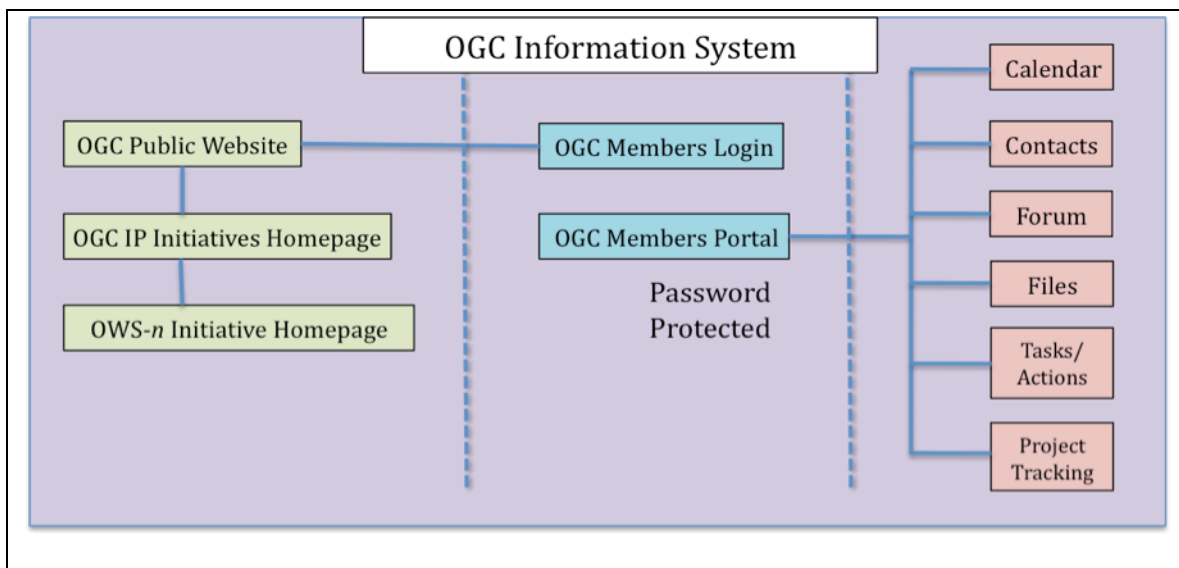 OGC Information System
OGC Public Website
OGC IP Initiatives Homepage
OWS-n Initiative Homepage
OGC Members Login
OGC Members Portal
Password
Protected
Calendar
Contacts
Forum
Files
Tasks/
Actions
Project
Tracking